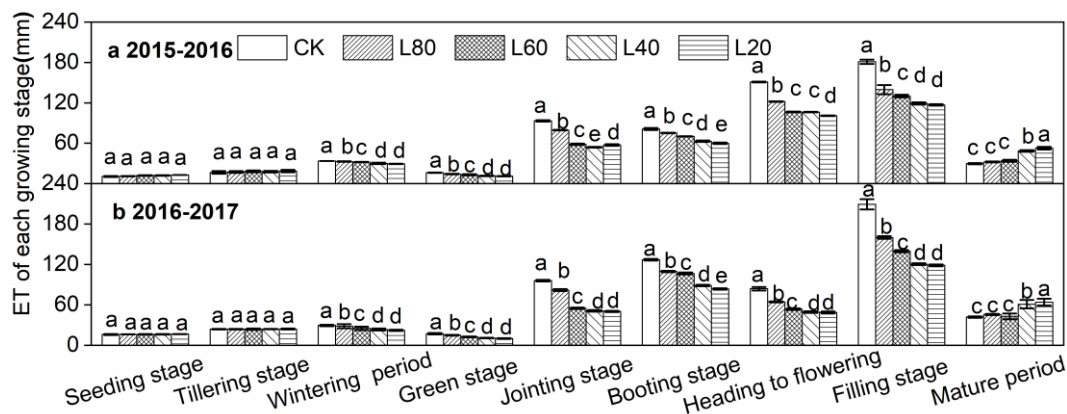 240
a 2015-2016
CK
L80
L60
L40
L20
180
120
60
a a a a a
a a a a a
a b c d d
a b c d d
a b c e d
a b c d e
a b c c d
a b c d d
c c c b a
240
b 2016-2017
180
120
60
0
a a a a a
a a a a a
a b c d d
a b c d d
a b c d d
a b c d e
a b c d d
a b c d d
c c c b a
ET of each growing stage(mm)
Seeding stage
Tillering stage
Wintering period
Green stage
Jointing stage
Booting stage
Heading to flowering
Filling stage
Mature period